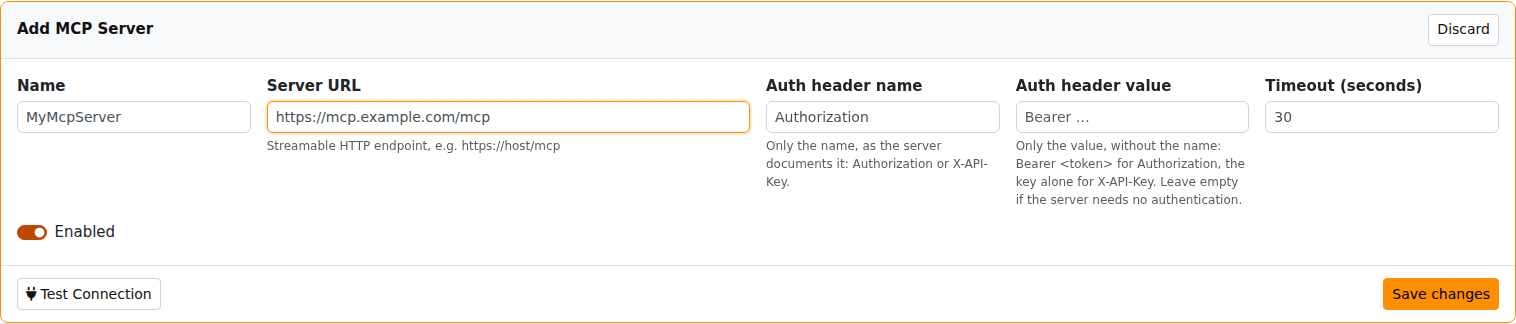 Add MCP Server
Discard
Name
Server URL
Auth header name
Auth header value
Timeout (seconds)
MyMcpServer
https://mcp.example.com/mcp
Authorization
Bearer ...
30
Streamable HTTP endpoint, e.g. https://host/mcp
Only the name, as the server
documents it: Authorization or X-API-
Key.
Only the value, without the name:
Bearer <token> for Authorization, the
key alone for X-API-Key. Leave empty
if the server needs no authentication.
Enabled
Test Connection
Save changes